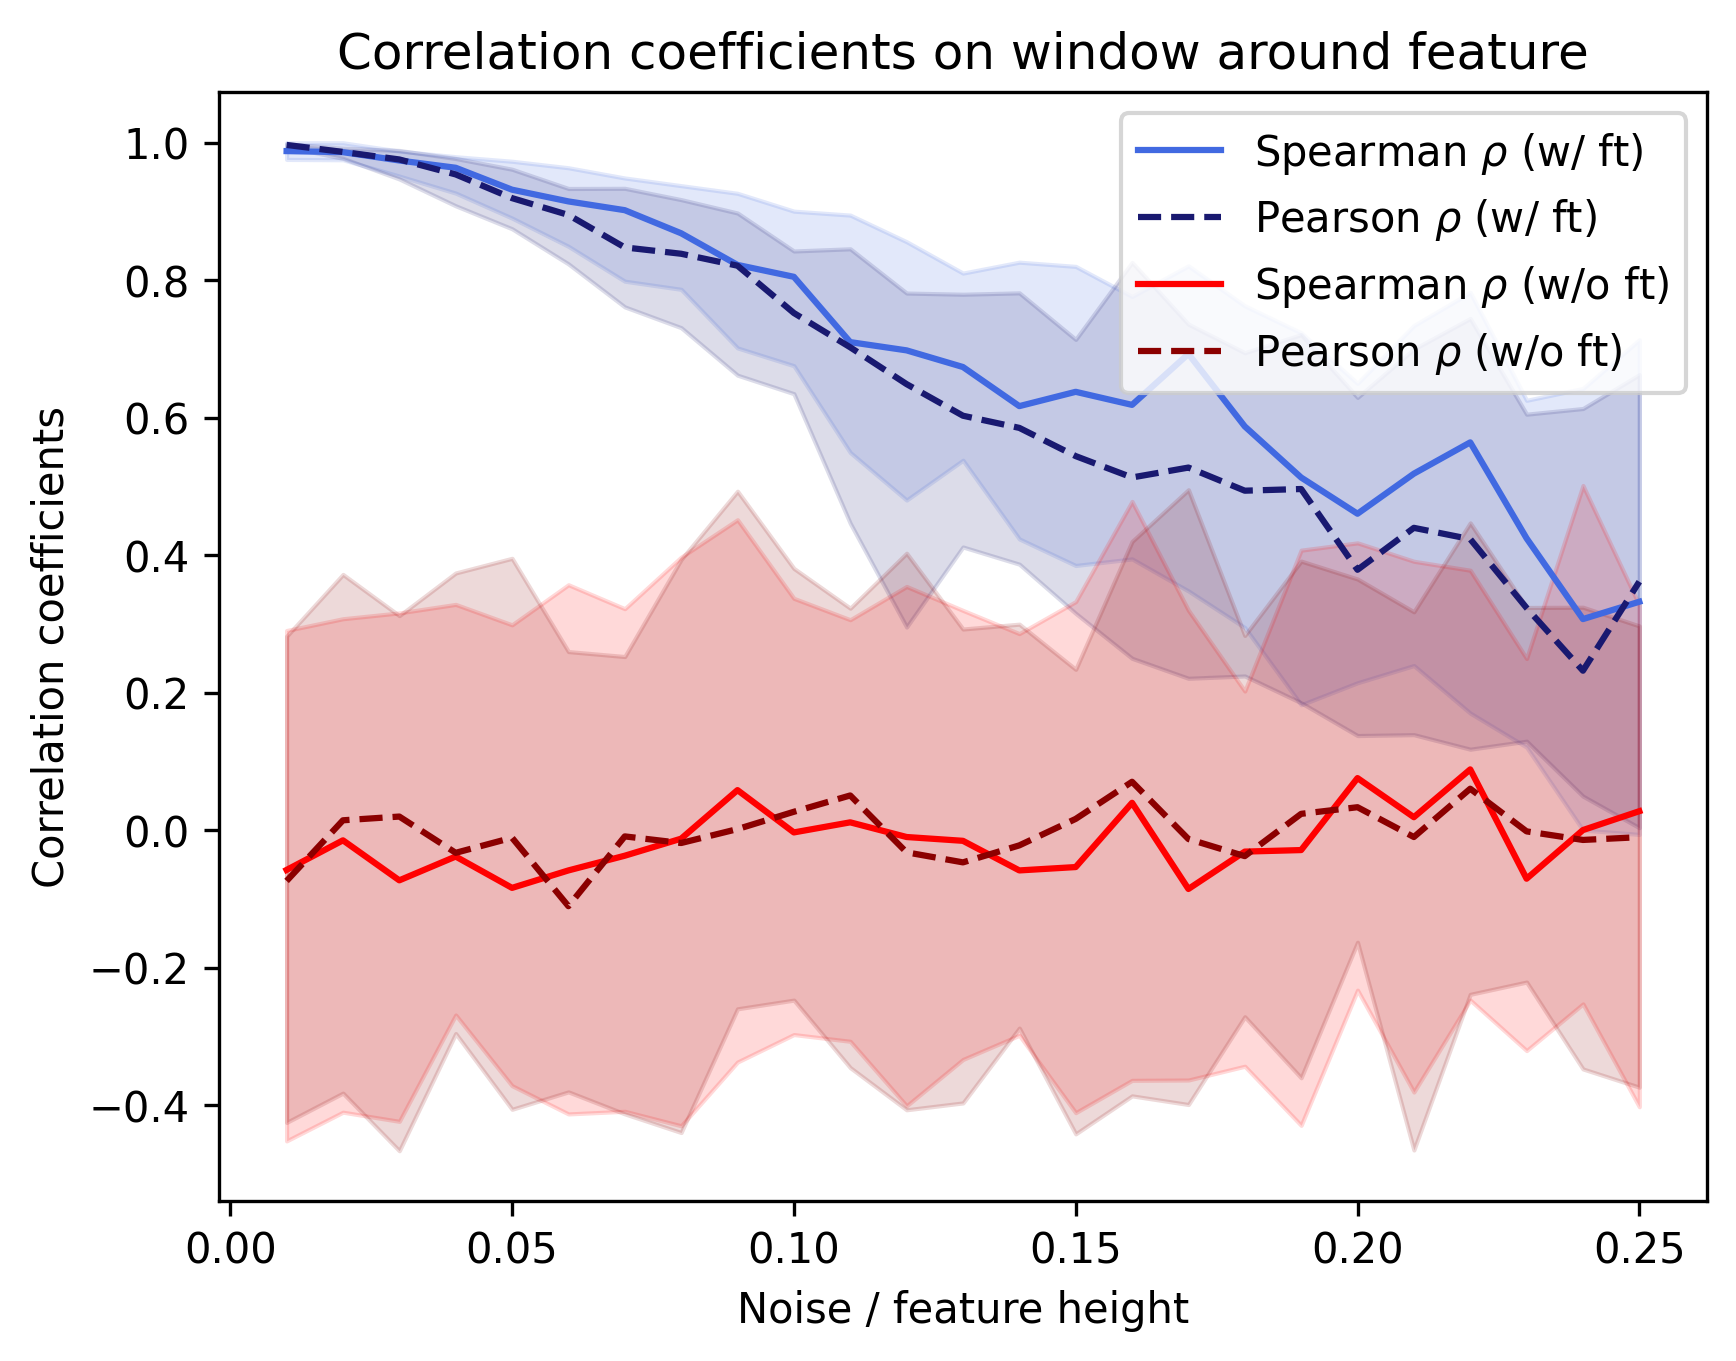 Correlation coefficients on window around feature
Spearman ρ (w/ ft)
Pearson ρ (w/ ft)
Spearman ρ (w/o ft)
Pearson ρ (w/o ft)
Correlation coefficients
1.0
0.8
0.6
0.4
0.2
0.0
−0.2
−0.4
0.00 0.05 0.10 0.15 0.20 0.25
Noise / feature height